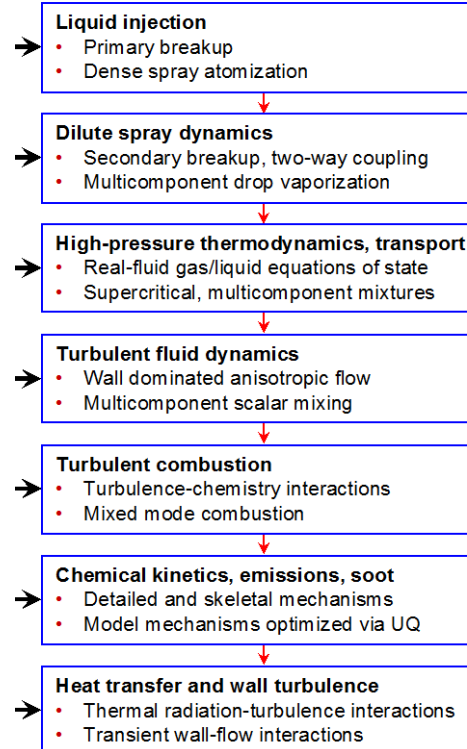 Liquid injection
• Primary breakup
• Dense spray atomization
Dilute spray dynamics
• Secondary breakup, two-way coupling
• Multicomponent drop vaporization
High-pressure thermodynamics, transport
• Real-fluid gas/liquid equations of state
• Supercritical, multicomponent mixtures
Turbulent fluid dynamics
• Wall dominated anisotropic flow
• Multicomponent scalar mixing
Turbulent combustion
• Turbulence-chemistry interactions
• Mixed mode combustion
Chemical kinetics, emissions, soot
• Detailed and skeletal mechanisms
• Model mechanisms optimized via UQ
Heat transfer and wall turbulence
• Thermal radiation-turbulence interactions
• Transient wall-flow interactions